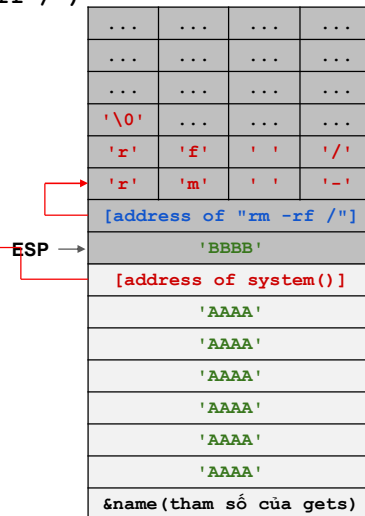 ... ... ... ...
... ... ... ...
... ... ... ...
'\0' ... ... ...
'r' 'f' ' ' '/'
'r' 'm' ' ' '-'
[address of "rm -rf /"]
ESP 'BBBB'
[address of system()]
'AAAA'
'AAAA'
'AAAA'
'AAAA'
'AAAA'
'AAAA'
&name(tham số của gets)